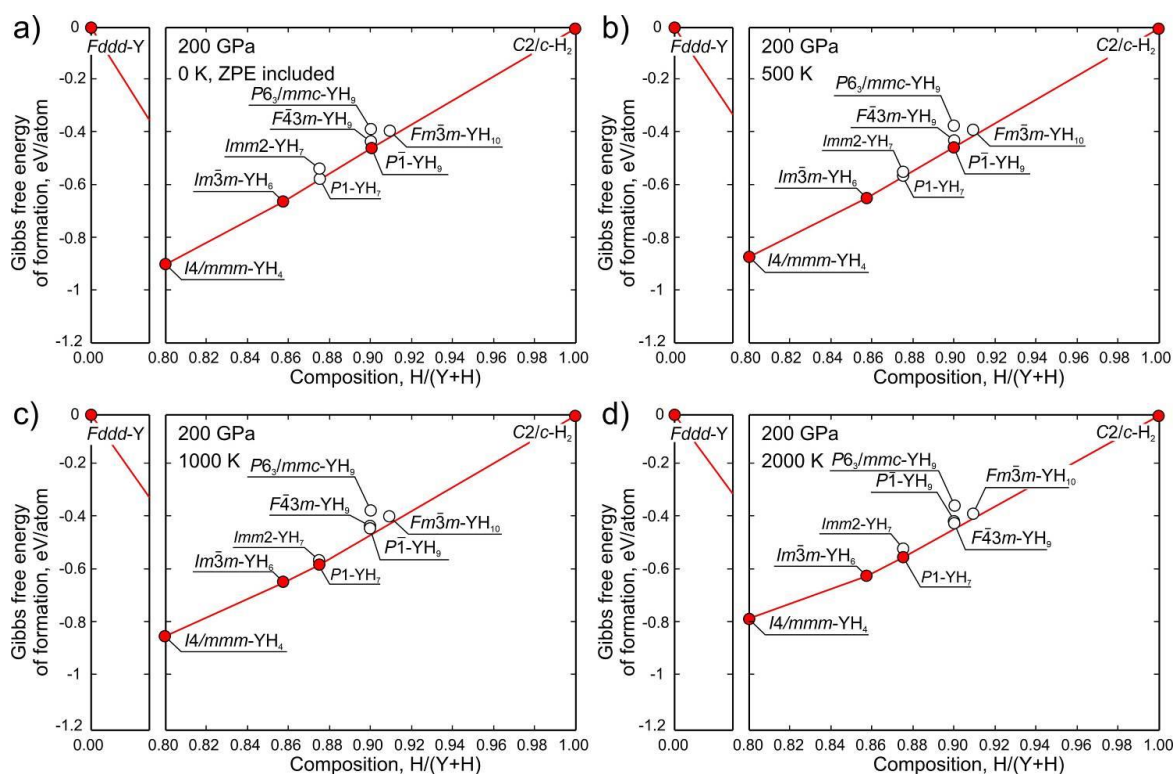 a)
Gibbs free energy
of formation, eV/atom
0
-0.2
-0.4
-0.6
-0.8
-1
-1.2
Fddd-Y
200 GPa
0 K, ZPE included
C2/c-H₂
P6₃/mmc-YH₉
F4̄3m-YH₉
Imm2-YH₇
Fm3̄m-YH₁₀
P1̄-YH₉
Im3̄m-YH₆
P1-YH₇
I4/mmm-YH₄
0.00 0.80 0.82 0.84 0.86 0.88 0.90 0.92 0.94 0.96 0.98 1.00
Composition, H/(Y+H)
b)
Gibbs free energy
of formation, eV/atom
0
-0.2
-0.4
-0.6
-0.8
-1
-1.2
Fddd-Y
200 GPa
500 K
C2/c-H₂
P6₃/mmc-YH₉
F4̄3m-YH₉
Imm2-YH₇
Fm3̄m-YH₁₀
P1̄-YH₉
Im3̄m-YH₆
P1-YH₇
I4/mmm-YH₄
0.00 0.80 0.82 0.84 0.86 0.88 0.90 0.92 0.94 0.96 0.98 1.00
Composition, H/(Y+H)
c)
Gibbs free energy
of formation, eV/atom
0
-0.2
-0.4
-0.6
-0.8
-1
-1.2
Fddd-Y
200 GPa
1000 K
C2/c-H₂
P6₃/mmc-YH₉
F4̄3m-YH₉
Fm3̄m-YH₁₀
Imm2-YH₇
P1̄-YH₉
Im3̄m-YH₆
P1-YH₇
I4/mmm-YH₄
0.00 0.80 0.82 0.84 0.86 0.88 0.90 0.92 0.94 0.96 0.98 1.00
Composition, H/(Y+H)
d)
Gibbs free energy
of formation, eV/atom
0
-0.2
-0.4
-0.6
-0.8
-1
-1.2
Fddd-Y
200 GPa
2000 K
C2/c-H₂
P6₃/mmc-YH₉
P1̄-YH₉
Fm3̄m-YH₁₀
Imm2-YH₇
F4̄3m-YH₉
Im3̄m-YH₆
P1-YH₇
I4/mmm-YH₄
0.00 0.80 0.82 0.84 0.86 0.88 0.90 0.92 0.94 0.96 0.98 1.00
Composition, H/(Y+H)